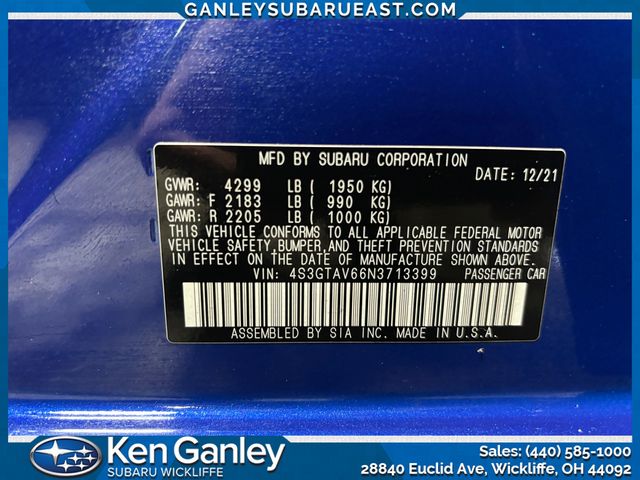 GANLEYSUBARUEAST.COM
MFD BY SUBARU CORPORATION
DATE: 12/21
GVWR: 4299 LB ( 1950 KG)
GAWR: F 2183 LB ( 990 KG)
GAWR: R 2205 LB ( 1000 KG)
THIS VEHICLE CONFORMS TO ALL APPLICABLE FEDERAL MOTOR
VEHICLE SAFETY, BUMPER, AND THEFT PREVENTION STANDARDS
IN EFFECT ON THE DATE OF MANUFACTURE SHOWN ABOVE.
VIN: 4S3GTAV66N3713399 PASSENGER CAR
ASSEMBLED BY SIA INC. MADE IN U.S.A.
Ken Ganley
SUBARU WICKLIFFE
Sales: (440) 585-1000
28840 Euclid Ave, Wickliffe, OH 44092